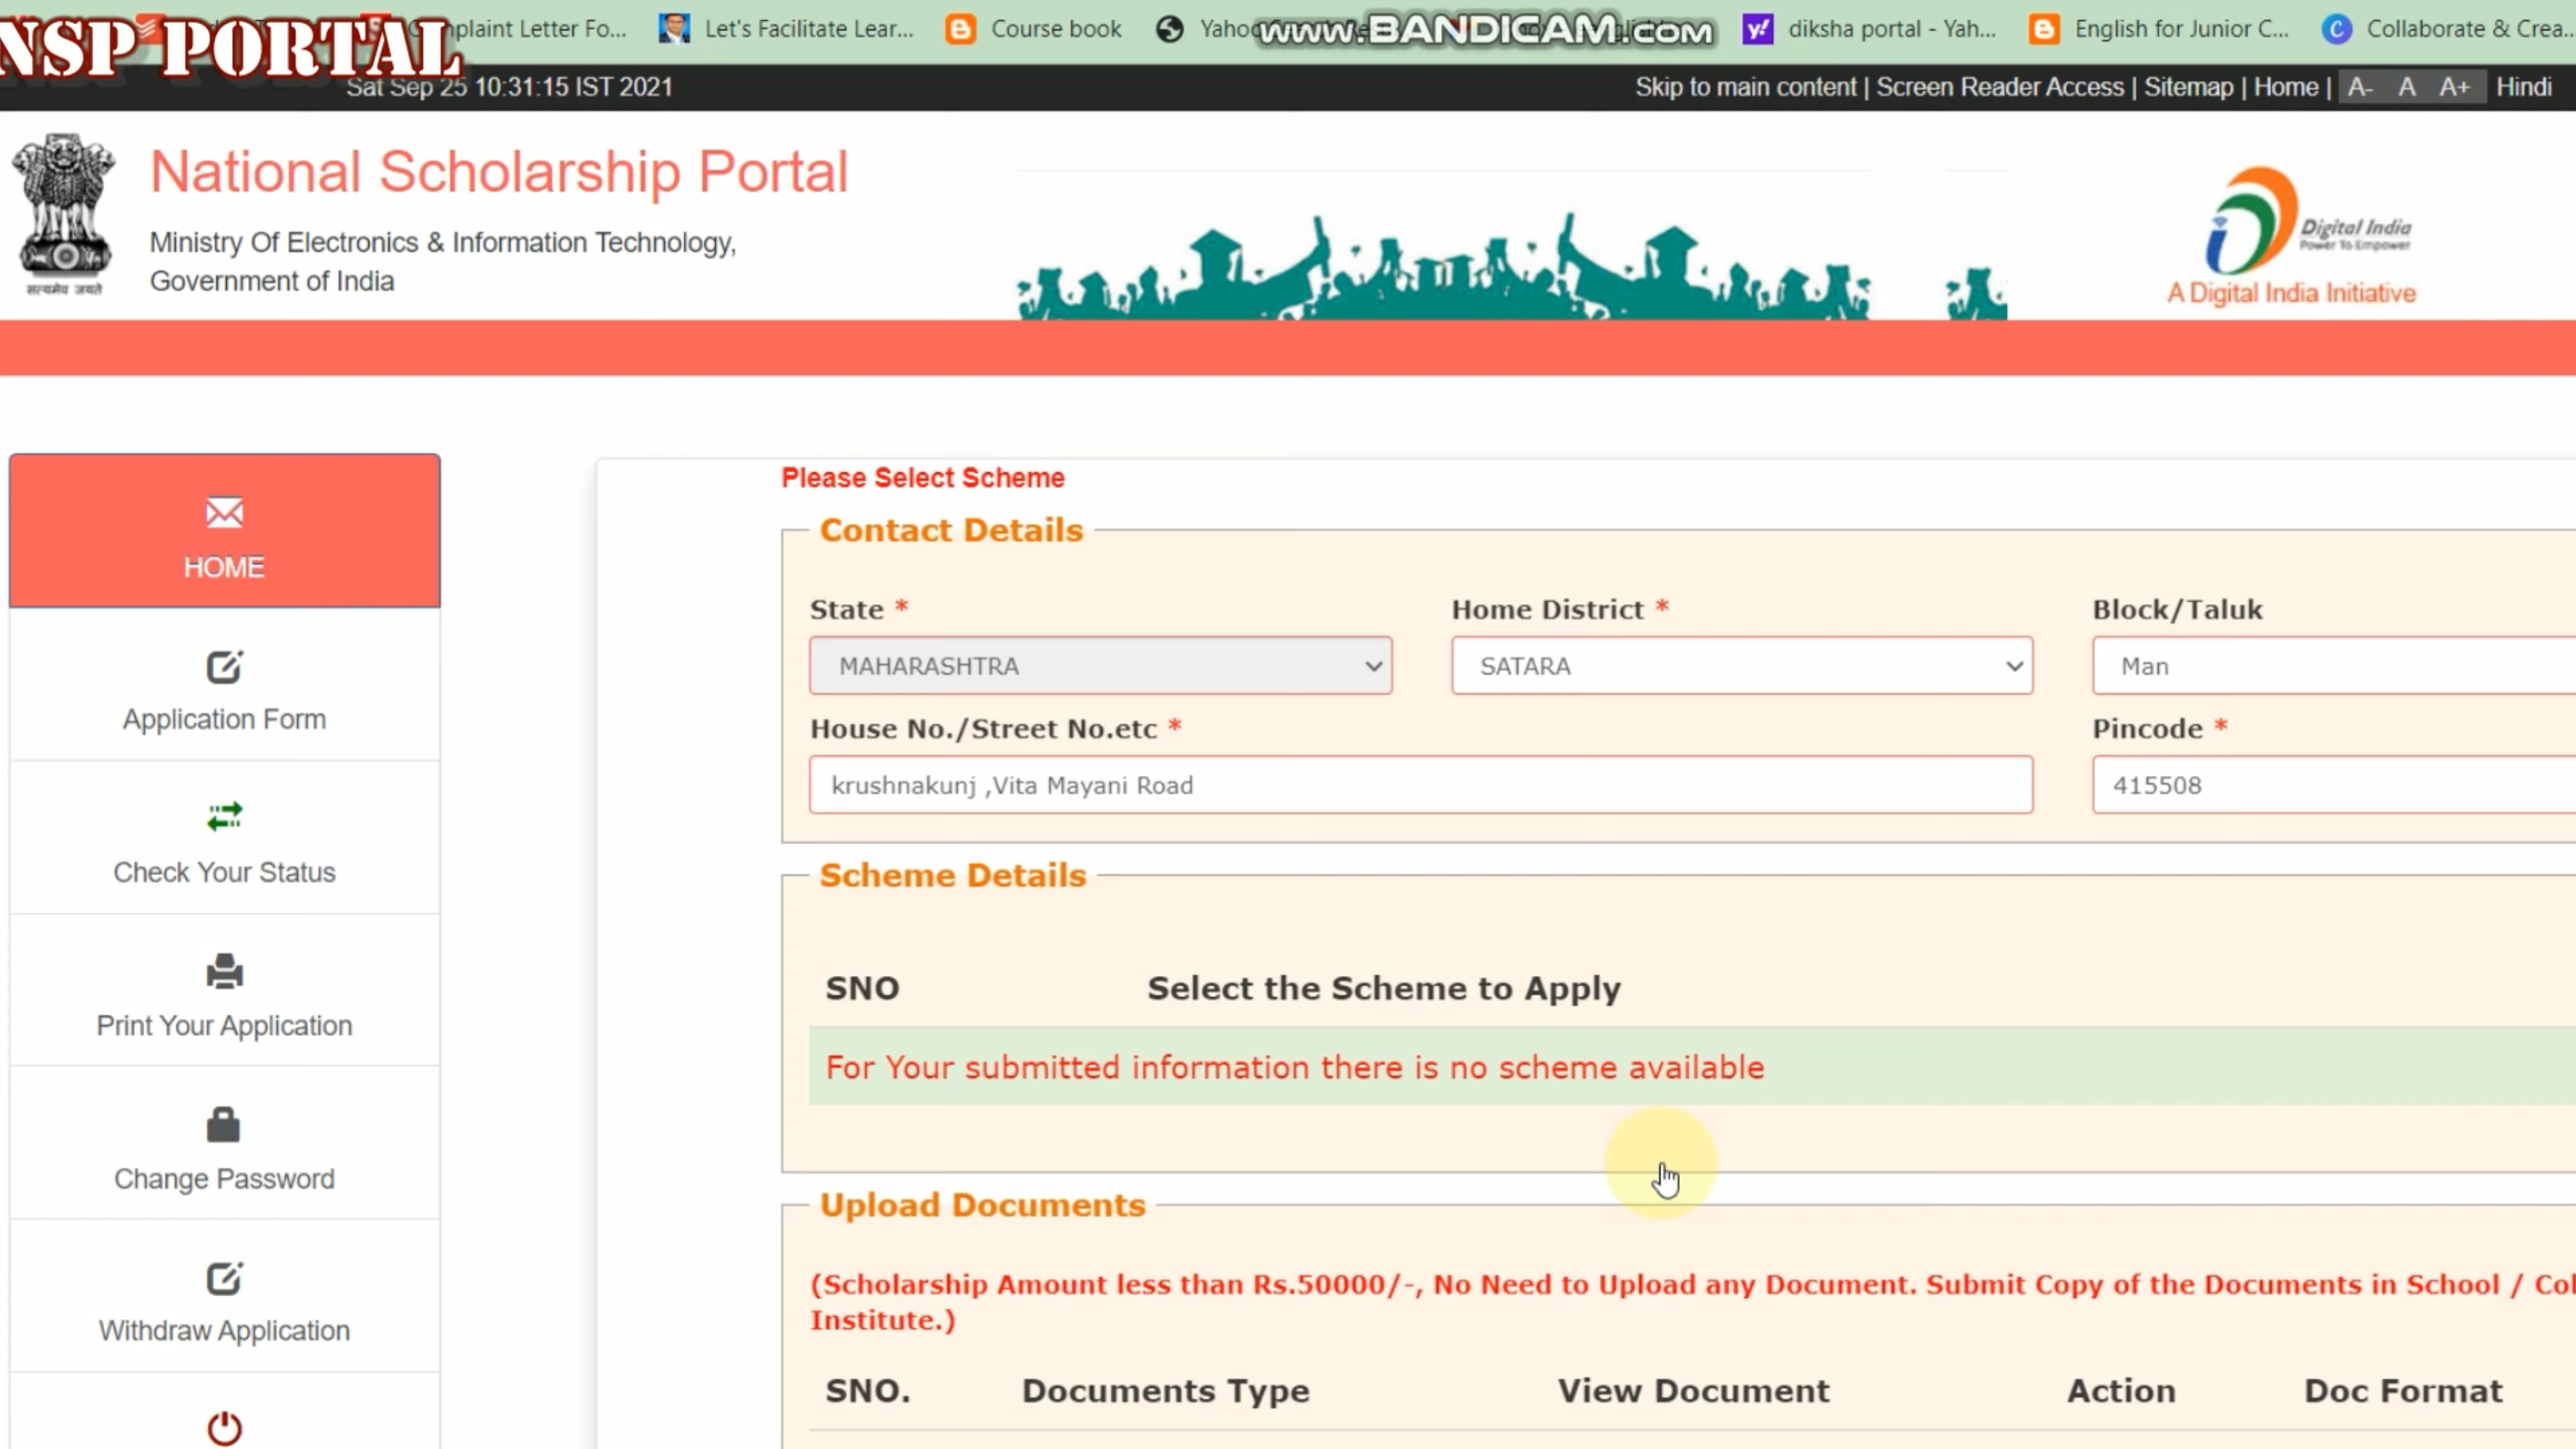 NSP PORTAL
plaint Letter Fo...
Let's Facilitate Lear...
Course book
Yahoo
www.BANDICAM.com
diksha portal - Yah...
English for Junior C...
Collaborate & Crea...
Sat Sep 25 10:31:15 IST 2021
Skip to main content | Screen Reader Access | Sitemap | Home | A- A A+ Hindi
National Scholarship Portal
Ministry Of Electronics & Information Technology,
Government of India
सत्यमेव जयते
Digital India
Power To Empower
A Digital India Initiative
HOME
Application Form
Check Your Status
Print Your Application
Change Password
Withdraw Application
Please Select Scheme
Contact Details
State * Home District * Block/Taluk
MAHARASHTRA SATARA Man
House No./Street No.etc * Pincode *
krushnakunj ,Vita Mayani Road 415508
Scheme Details
SNO Select the Scheme to Apply
For Your submitted information there is no scheme available
Upload Documents
(Scholarship Amount less than Rs.50000/-, No Need to Upload any Document. Submit Copy of the Documents in School / Col
Institute.)
SNO. Documents Type View Document Action Doc Format